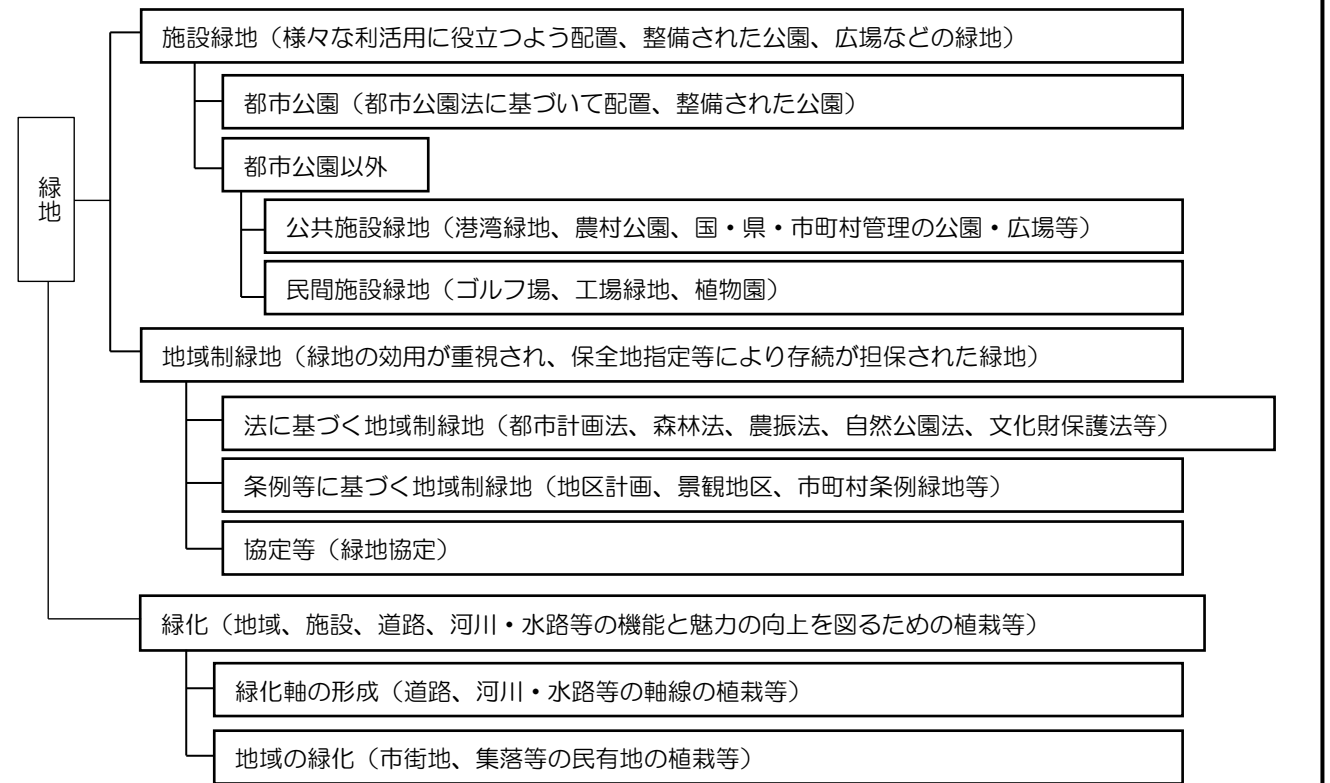 施設緑地（様々な利活用に役立つよう配置、整備された公園、広場などの緑地）
都市公園（都市公園法に基づいて配置、整備された公園）
都市公園以外
緑地
公共施設緑地（港湾緑地、農村公園、国・県・市町村管理の公園・広場等）
民間施設緑地（ゴルフ場、工場緑地、植物園）
地域制緑地（緑地の効用が重視され、保全地指定等により存続が担保された緑地）
法に基づく地域制緑地（都市計画法、森林法、農振法、自然公園法、文化財保護法等）
条例等に基づく地域制緑地（地区計画、景観地区、市町村条例緑地等）
協定等（緑地協定）
緑化（地域、施設、道路、河川・水路等の機能と魅力の向上を図るための植栽等）
緑化軸の形成（道路、河川・水路等の軸線の植栽等）
地域の緑化（市街地、集落等の民有地の植栽等）